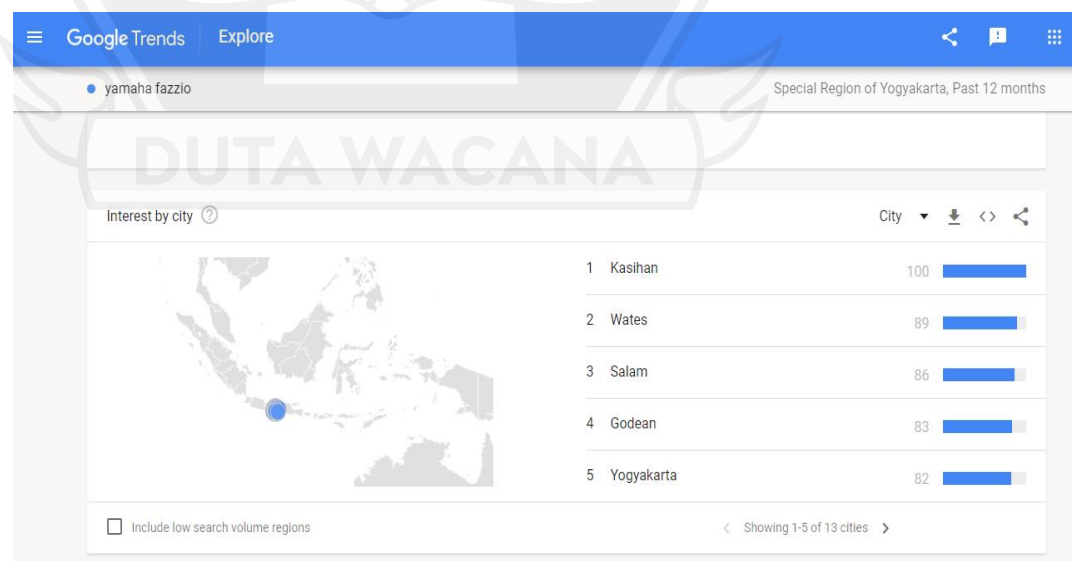 Google Trends Explore
yamaha fazzio Special Region of Yogyakarta, Past 12 months
DUTA WACANA
Interest by city City
1 Kasihan 100
2 Wates 89
3 Salam 86
4 Godean 83
5 Yogyakarta 82
Include low search volume regions Showing 1-5 of 13 cities